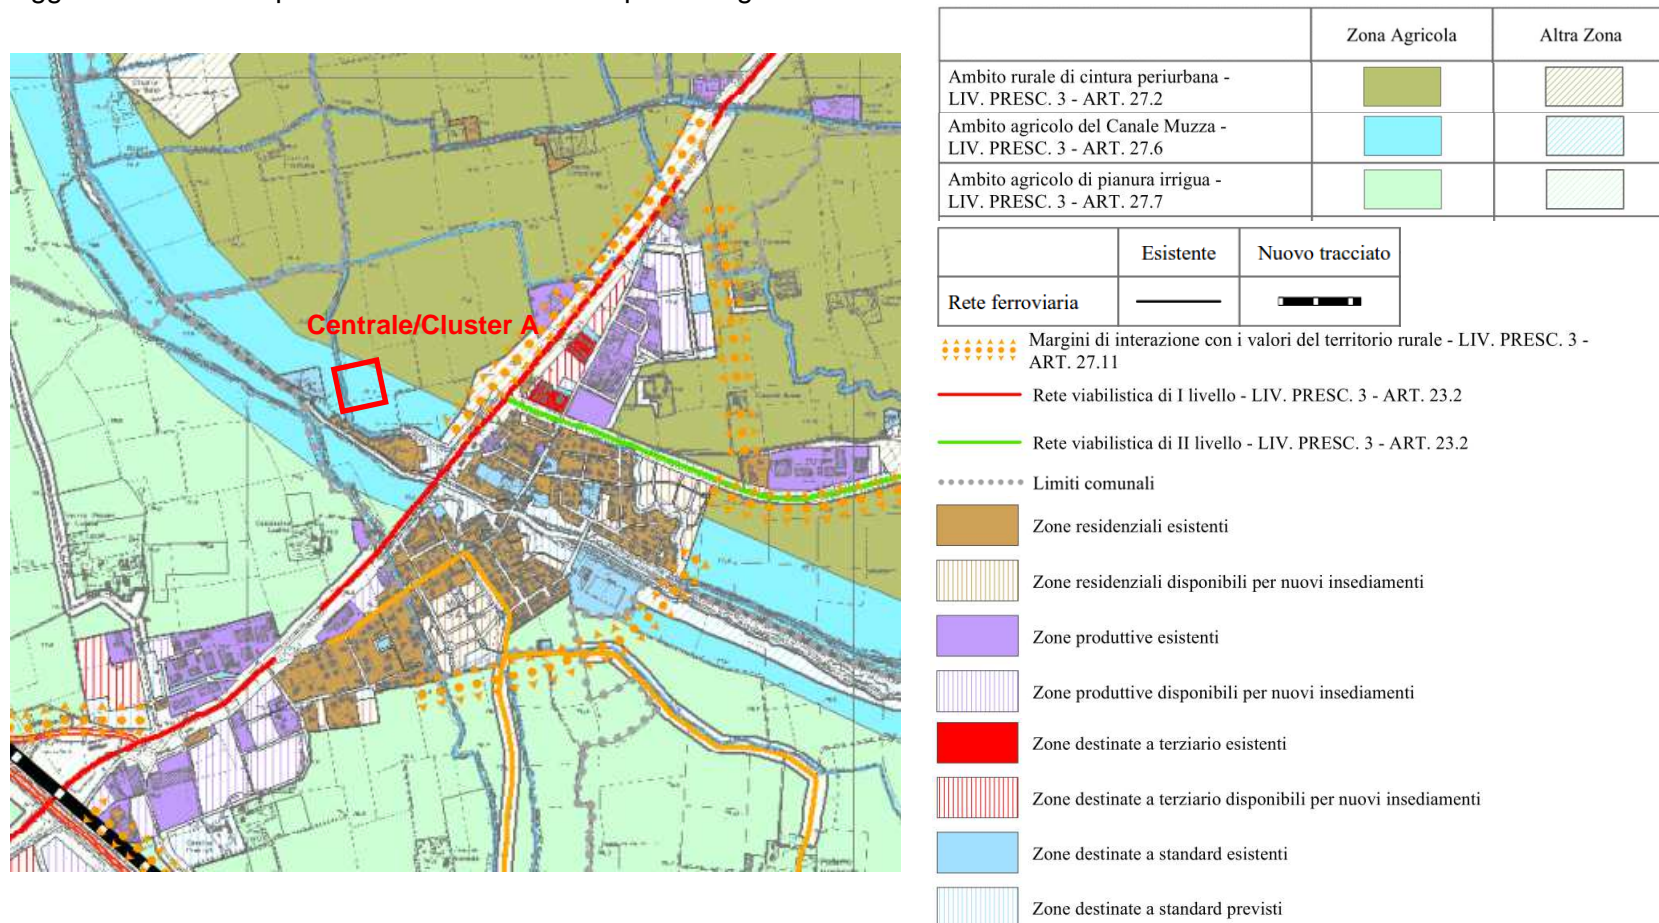 Zona Agricola
Altra Zona
Ambito rurale di cintura periurbana -
LIV. PRESC. 3 - ART. 27.2
Ambito agricolo del Canale Muzza -
LIV. PRESC. 3 - ART. 27.6
Ambito agricolo di pianura irrigua -
LIV. PRESC. 3 - ART. 27.7
Esistente
Nuovo tracciato
Rete ferroviaria
Centrale/Cluster A
Margini di interazione con i valori del territorio rurale - LIV. PRESC. 3 -
ART. 27.11
Rete viabilistica di I livello - LIV. PRESC. 3 - ART. 23.2
Rete viabilistica di II livello - LIV. PRESC. 3 - ART. 23.2
Limiti comunali
Zone residenziali esistenti
Zone residenziali disponibili per nuovi insediamenti
Zone produttive esistenti
Zone produttive disponibili per nuovi insediamenti
Zone destinate a terziario esistenti
Zone destinate a terziario disponibili per nuovi insediamenti
Zone destinate a standard esistenti
Zone destinate a standard previsti